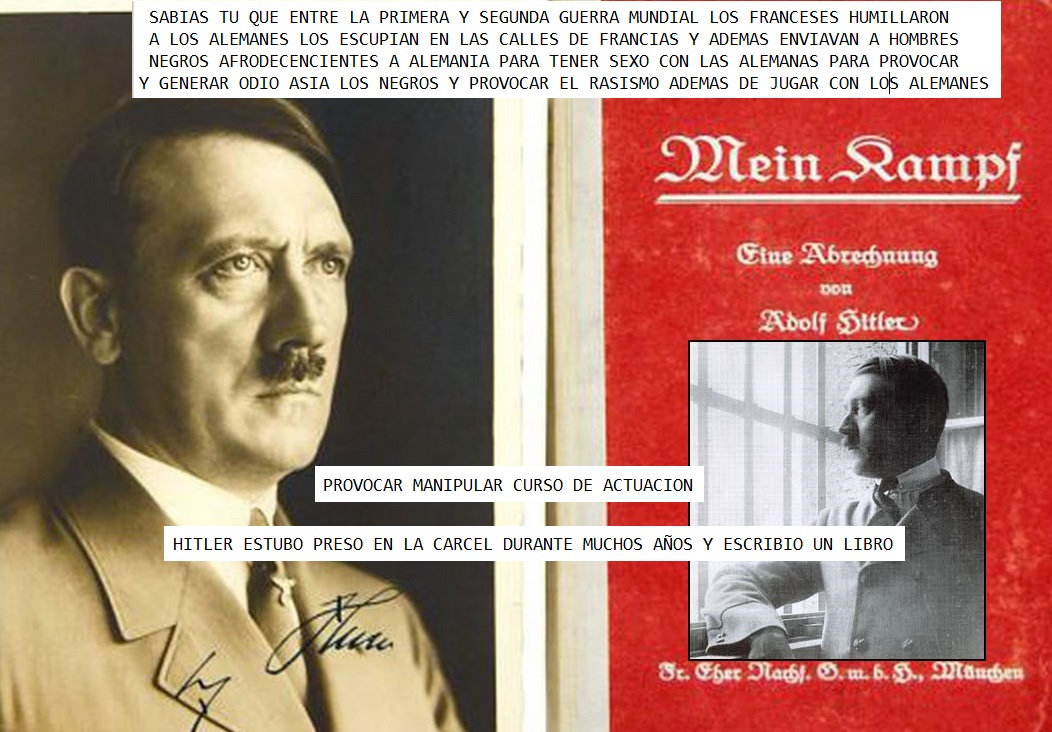 SABIAS TU QUE ENTRE LA PRIMERA Y SEGUNDA GUERRA MUNDIAL LOS FRANCESES HUMILLARON
A LOS ALEMANES LOS ESCUPIAN EN LAS CALLES DE FRANCIAS Y ADEMAS ENVIAVAN A HOMBRES
NEGROS AFRODECENCIENTES A ALEMANIA PARA TENER SEXO CON LAS ALEMANAS PARA PROVOCAR
Y GENERAR ODIO ASIA LOS NEGROS Y PROVOCAR EL RASISMO ADEMAS DE JUGAR CON LOS ALEMANES
Mein Kampf
Eine Abrechnung
von
Adolf Hitler
PROVOCAR MANIPULAR CURSO DE ACTUACION
HITLER ESTUBO PRESO EN LA CARCEL DURANTE MUCHOS AÑOS Y ESCRIBIO UN LIBRO
Fr. Eher Nachf. G. m. b. H., München